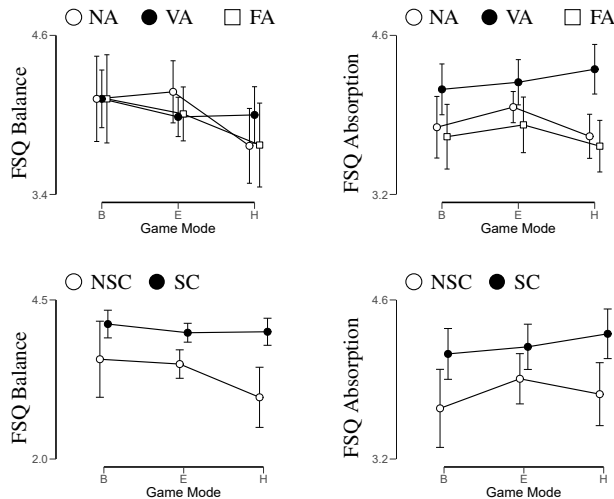 NA VA FA
FSQ Balance
4.6
3.4
B E H
Game Mode
NA VA FA
FSQ Absorption
4.6
3.2
B E H
Game Mode
NSC SC
FSQ Balance
4.5
2.0
B E H
Game Mode
NSC SC
FSQ Absorption
4.6
3.2
B E H
Game Mode